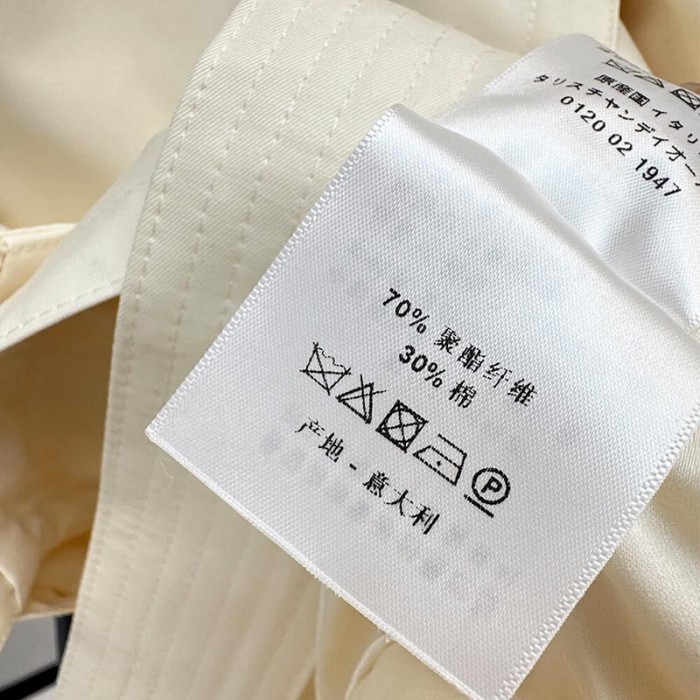 原産国 イタリ
タリスチャンディオー
0120 02 1947
70% 聚酯纤维
30% 棉
P
产地 - 意大利